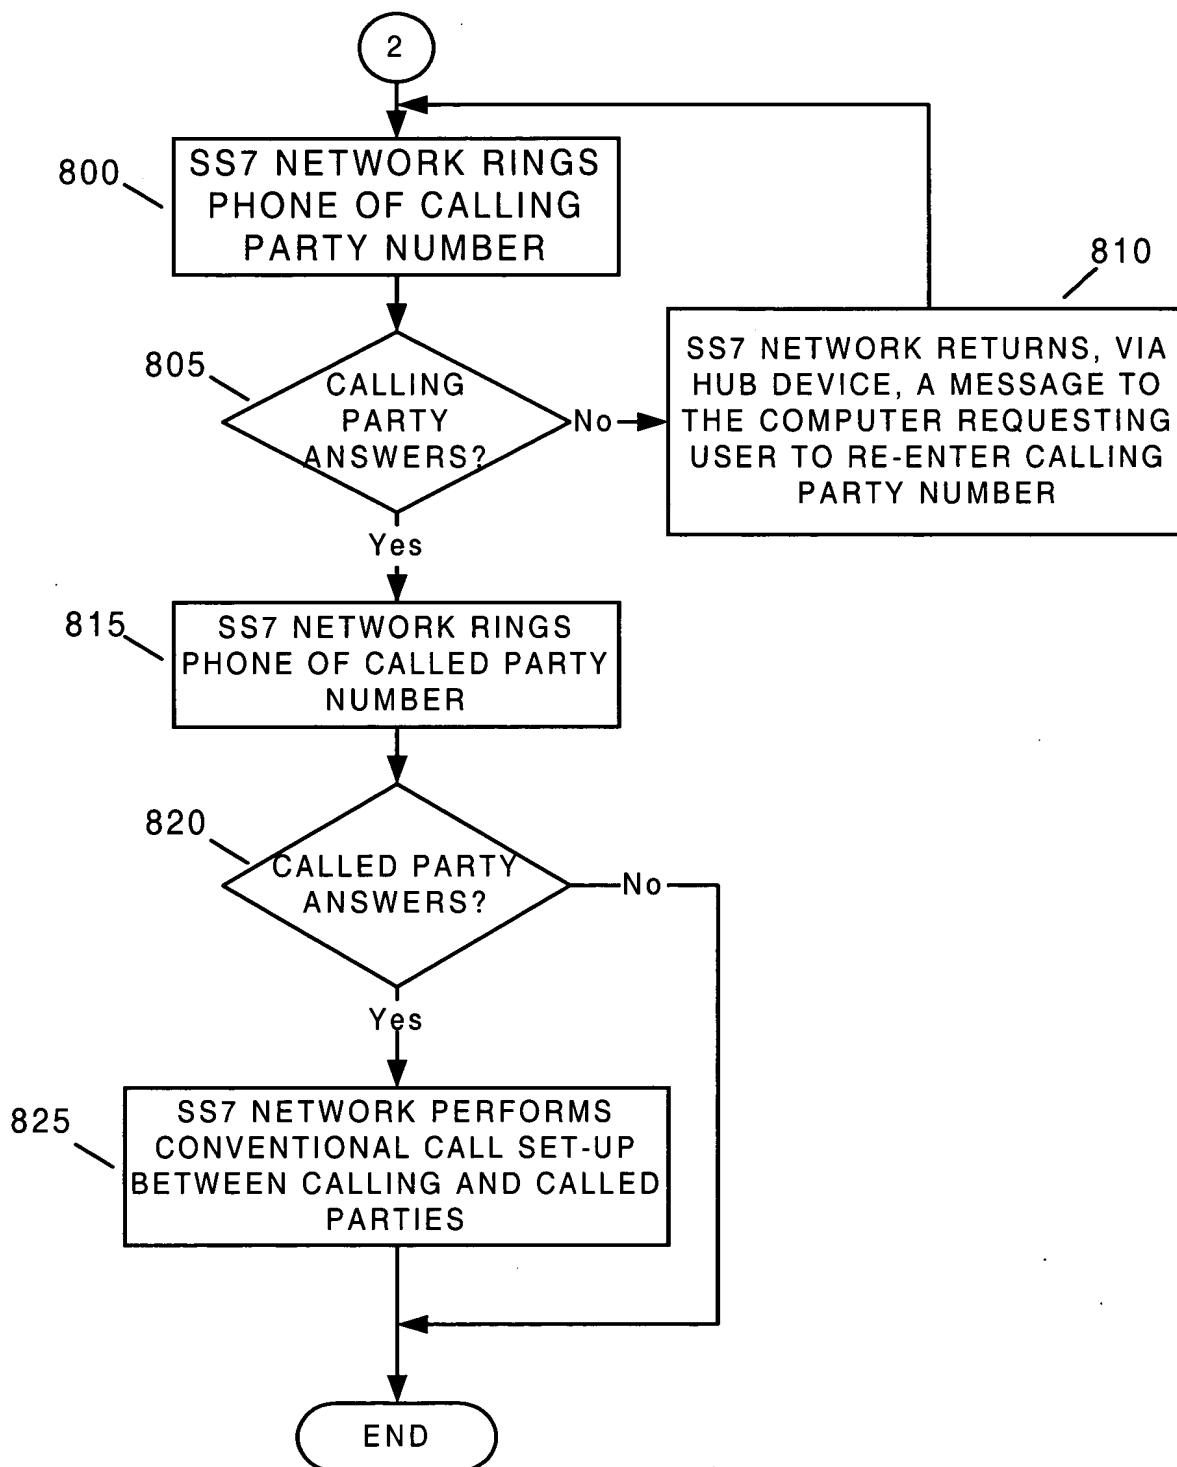 2
800
SS7 NETWORK RINGS
PHONE OF CALLING
PARTY NUMBER
805
CALLING
PARTY
ANSWERS?
No
810
SS7 NETWORK RETURNS, VIA
HUB DEVICE, A MESSAGE TO
THE COMPUTER REQUESTING
USER TO RE-ENTER CALLING
PARTY NUMBER
Yes
815
SS7 NETWORK RINGS
PHONE OF CALLED PARTY
NUMBER
820
CALLED PARTY
ANSWERS?
No
Yes
825
SS7 NETWORK PERFORMS
CONVENTIONAL CALL SET-UP
BETWEEN CALLING AND CALLED
PARTIES
END